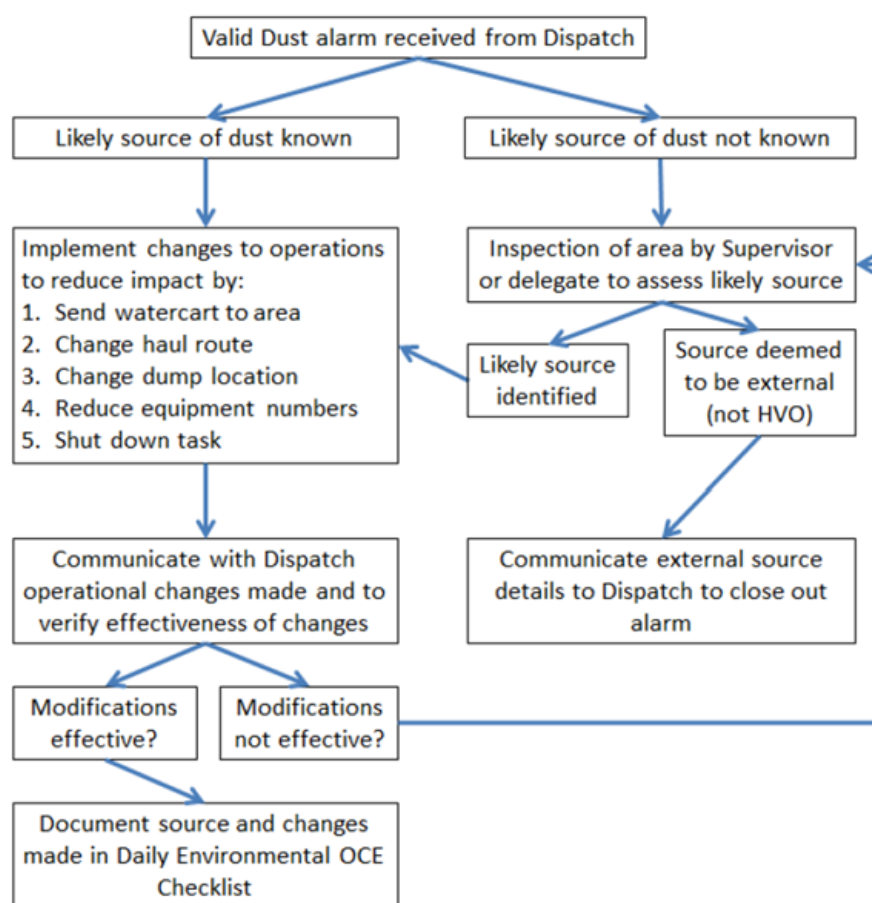 Valid Dust alarm received from Dispatch
Likely source of dust known
Likely source of dust not known
Implement changes to operations
to reduce impact by:
1. Send watercart to area
2. Change haul route
3. Change dump location
4. Reduce equipment numbers
5. Shut down task
Inspection of area by Supervisor
or delegate to assess likely source
Likely source
identified
Source deemed
to be external
(not HVO)
Communicate with Dispatch
operational changes made and to
verify effectiveness of changes
Communicate external source
details to Dispatch to close out
alarm
Modifications
effective?
Modifications
not effective?
Document source and changes
made in Daily Environmental OCE
Checklist